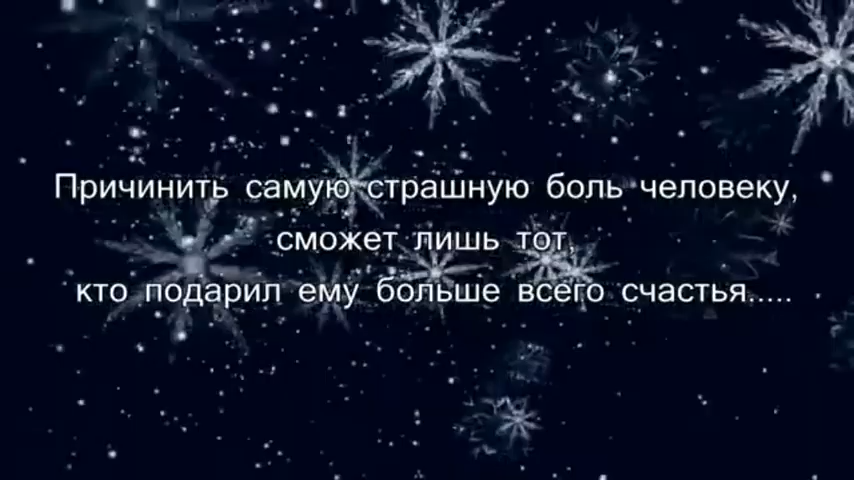 Причинить самую страшную боль человеку,
сможет лишь тот,
кто подарил ему больше всего счастья.....